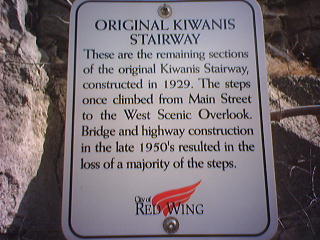 ORIGINAL KIWANIS
STAIRWAY
These are the remaining sections
of the original Kiwanis Stairway,
constructed in 1929. The steps
once climbed from Main Street
to the West Scenic Overlook.
Bridge and highway construction
in the late 1950's resulted in the
loss of a majority of the steps.
City of
RED WING